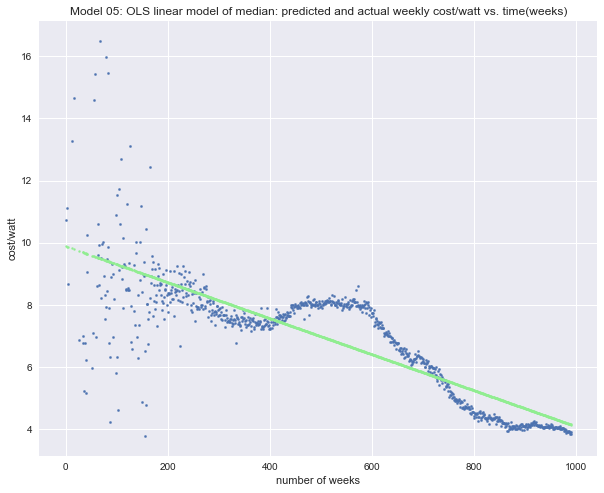 Model 05: OLS linear model of median: predicted and actual weekly cost/watt vs. time(weeks)
cost/watt
16
14
12
10
8
6
4
0 200 400 600 800 1000
number of weeks